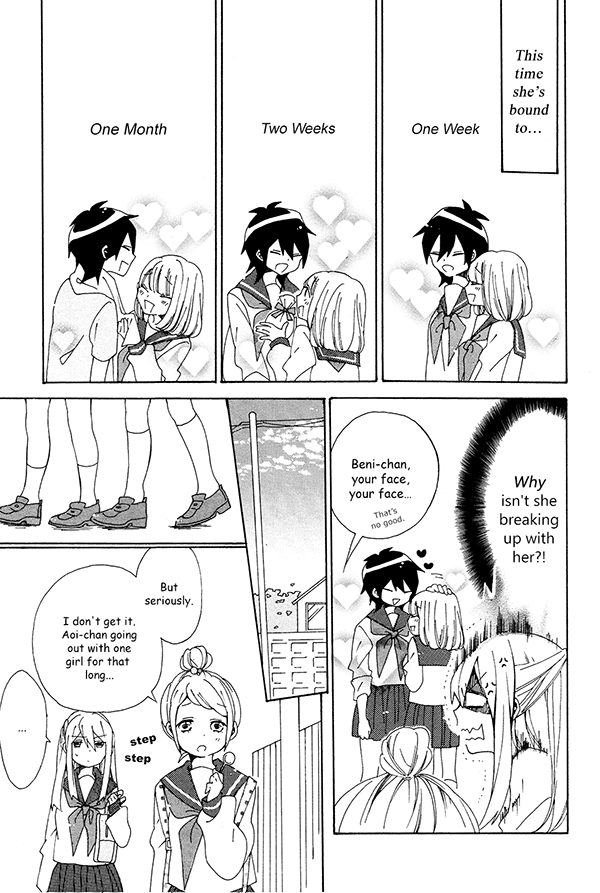 This
time
she's
bound
to...
One Week
Two Weeks
One Month
Why
isn't she
breaking
up with
her?!
Beni-chan,
your face,
your face...
That's
no good.
But
seriously.
I don't get it.
Aoi-chan going
out with one
girl for that
long...
step
step
...